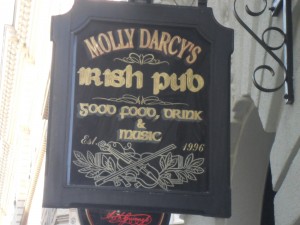 MOLLY DARCY'S
IRISH PUB
GOOD FOOD, DRINK
&
MUSIC
Est. 1996